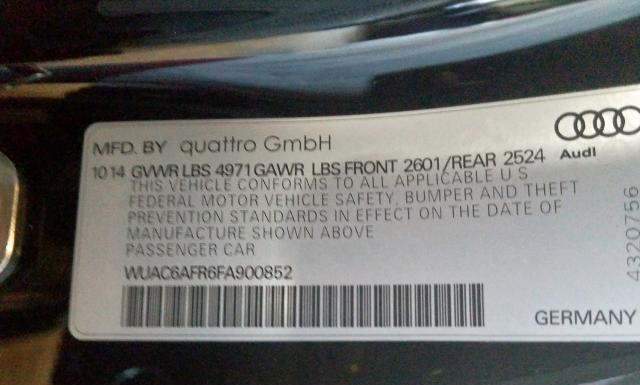 MFD. BY quattro GmbH
1014 GVWR LBS 4971 GAWR LBS FRONT 2601/REAR 2524
Audi
THIS VEHICLE CONFORMS TO ALL APPLICABLE U S
FEDERAL MOTOR VEHICLE SAFETY, BUMPER AND THEFT
PREVENTION STANDARDS IN EFFECT ON THE DATE OF
MANUFACTURE SHOWN ABOVE
PASSENGER CAR
WUAC6AFR6FA900852
GERMANY
4320756